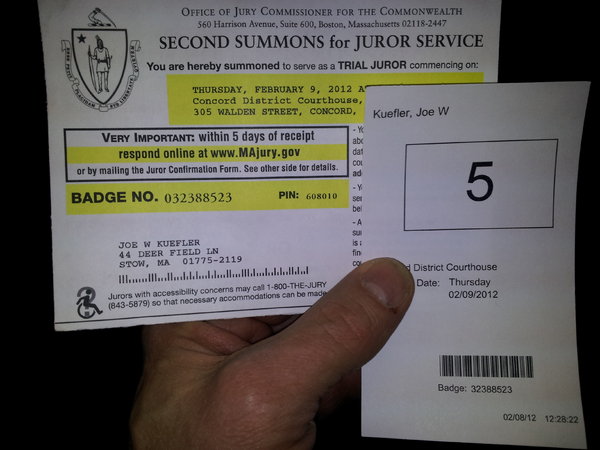 OFFICE OF JURY COMMISSIONER FOR THE COMMONWEALTH
560 Harrison Avenue, Suite 600, Boston, Massachusetts 02118-2447
SECOND SUMMONS for JUROR SERVICE
You are hereby summoned to serve as a TRIAL JUROR commencing on:
THURSDAY, FEBRUARY 9, 2012
Concord District Courthouse,
305 WALDEN STREET, CONCORD,
VERY IMPORTANT: within 5 days of receipt
respond online at www.MAjury.gov
or by mailing the Juror Confirmation Form. See other side for details.
BADGE NO. 032388523 PIN: 608010
JOE W KUEFLER
44 DEER FIELD LN
STOW, MA 01775-2119
Jurors with accessibility concerns may call 1-800-THE-JURY
(843-5879) so that necessary accommodations can be made
Kuefler, Joe W
5
District Courthouse
Date: Thursday
02/09/2012
Badge: 32388523
02/08/12 12:28:22